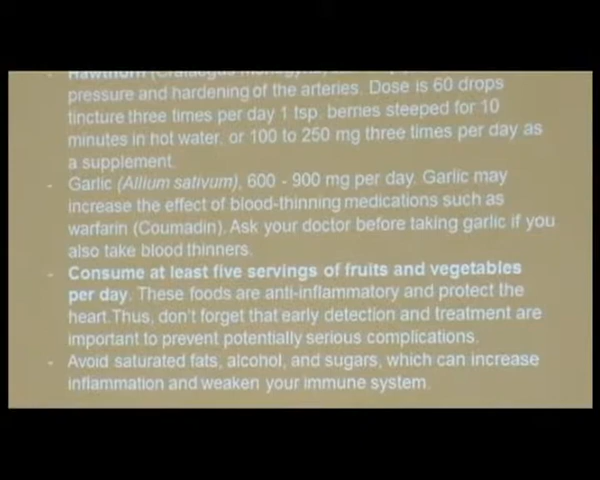 - Hawthorn (Crataegus monogyna)
pressure and hardening of the arteries. Dose is 60 drops
tincture three times per day 1 tsp. berries steeped for 10
minutes in hot water, or 100 to 250 mg three times per day as
a supplement.
- Garlic (Allium sativum), 600 - 900 mg per day. Garlic may
increase the effect of blood-thinning medications such as
warfarin (Coumadin). Ask your doctor before taking garlic if you
also take blood thinners.
- Consume at least five servings of fruits and vegetables
per day. These foods are anti-inflammatory and protect the
heart.Thus, don't forget that early detection and treatment are
important to prevent potentially serious complications.
- Avoid saturated fats, alcohol, and sugars, which can increase
inflammation and weaken your immune system.